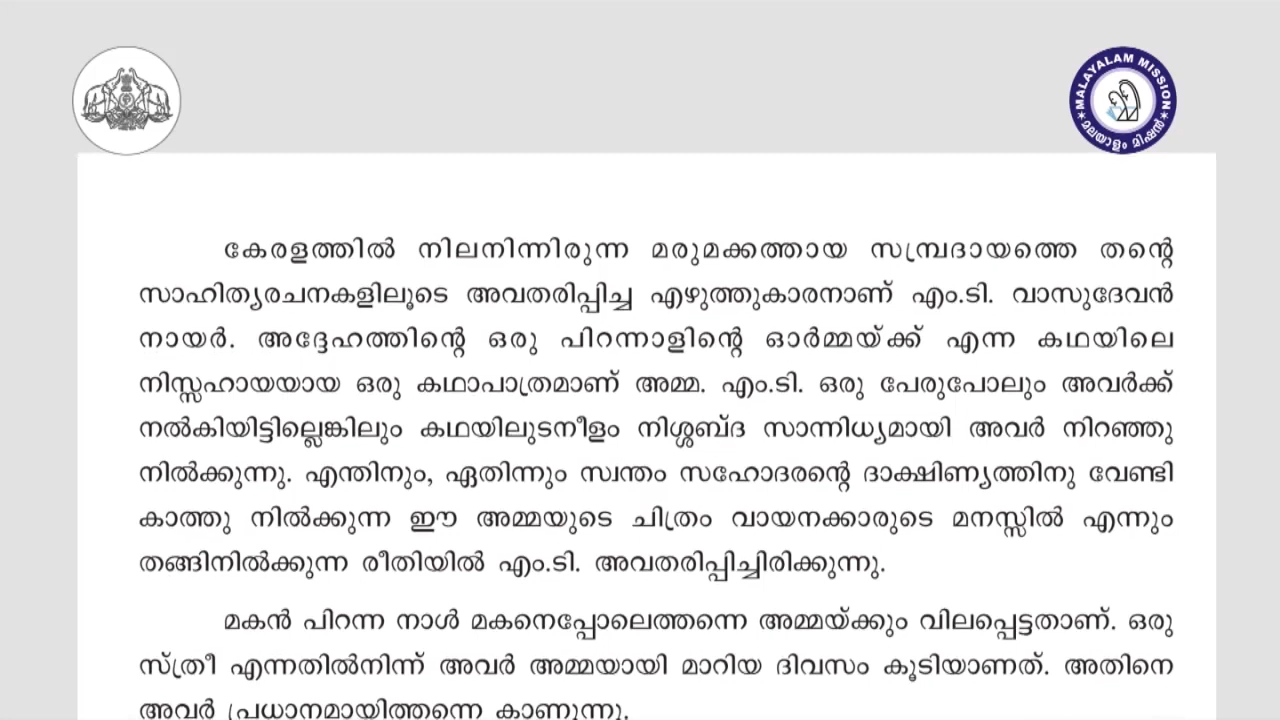 MALAYALAM MISSION
മലയാളം മിഷൻ
കേരളത്തിൽ നിലനിന്നിരുന്ന മരുമക്കത്തായ സമ്പ്രദായത്തെ തന്റെ
സാഹിത്യരചനകളിലൂടെ അവതരിപ്പിച്ച എഴുത്തുകാരനാണ് എം.ടി. വാസുദേവൻ
നായർ. അദ്ദേഹത്തിന്റെ ഒരു പിറന്നാളിന്റെ ഓർമ്മയ്ക്ക് എന്ന കഥയിലെ
നിസ്സഹായയായ ഒരു കഥാപാത്രമാണ് അമ്മ. എം.ടി. ഒരു പേരുപോലും അവർക്ക്
നൽകിയിട്ടില്ലെങ്കിലും കഥയിലുടനീളം നിശ്ശബ്ദ സാന്നിധ്യമായി അവർ നിറഞ്ഞു
നിൽക്കുന്നു. എന്തിനും, ഏതിന്നും സ്വന്തം സഹോദരന്റെ ദാക്ഷിണ്യത്തിനു വേണ്ടി
കാത്തു നിൽക്കുന്ന ഈ അമ്മയുടെ ചിത്രം വായനക്കാരുടെ മനസ്സിൽ എന്നും
തങ്ങിനിൽക്കുന്ന രീതിയിൽ എം.ടി. അവതരിപ്പിച്ചിരിക്കുന്നു.
മകൻ പിറന്ന നാൾ മകനെപ്പോലെത്തന്നെ അമ്മയ്ക്കും വിലപ്പെട്ടതാണ്. ഒരു
സ്ത്രീ എന്നതിൽനിന്ന് അവർ അമ്മയായി മാറിയ ദിവസം കൂടിയാണത്. അതിനെ
അവർ പ്രധാനമായിത്തന്നെ കാണുന്നു.